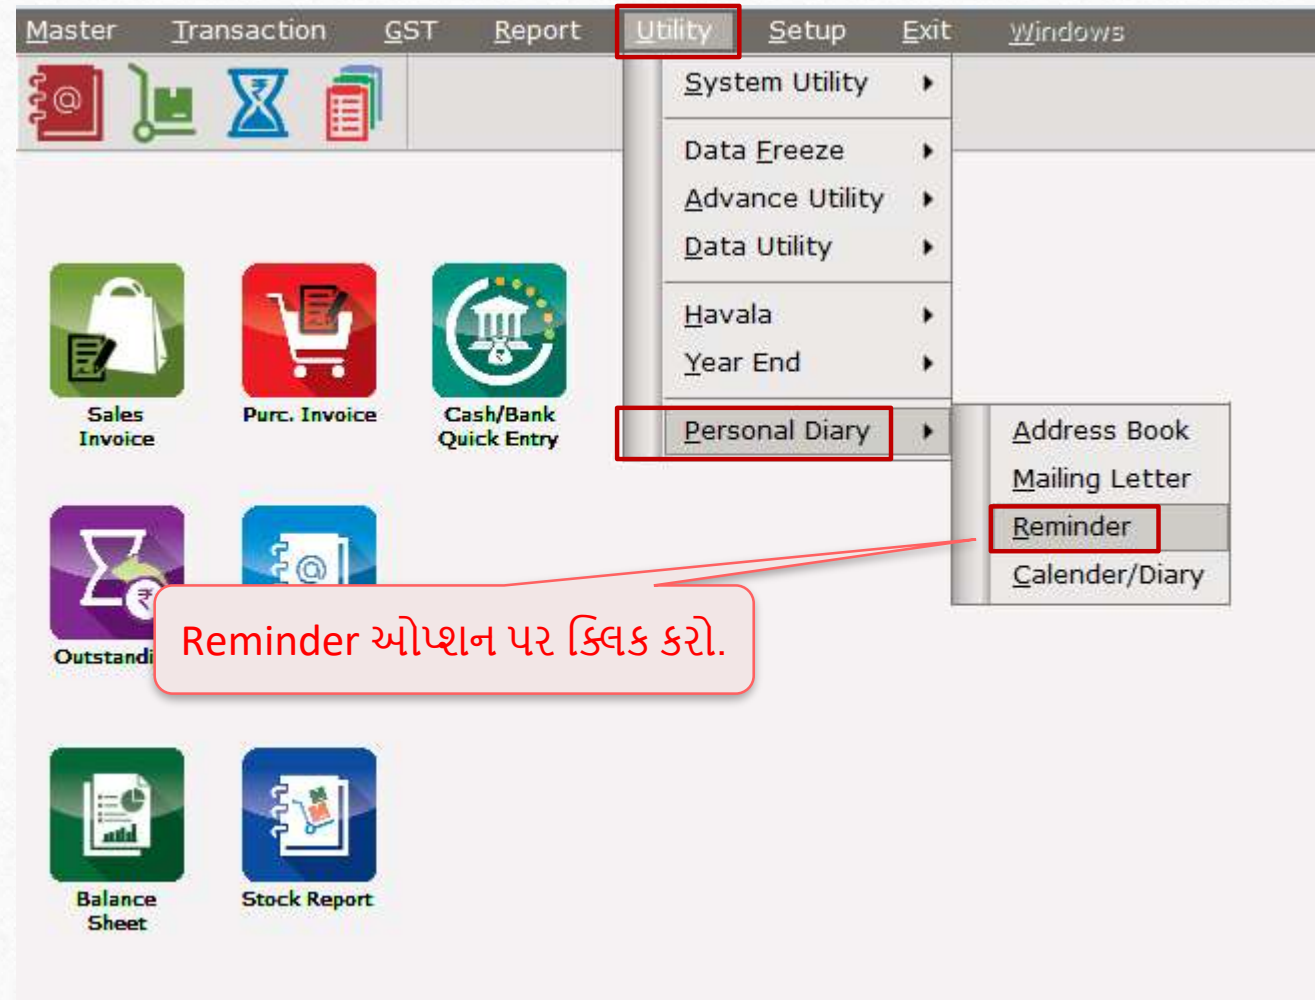 Master Transaction GST Report Utility Setup Exit Windows
System Utility
Data Freeze
Advance Utility
Data Utility
Havala
Year End
Personal Diary
Address Book
Mailing Letter
Reminder
Calender/Diary
Sales
Invoice
Purc. Invoice
Cash/Bank
Quick Entry
Outstandi
Reminder ઓપ્શન પર ક્લિક કરો.
Balance
Sheet
Stock Report